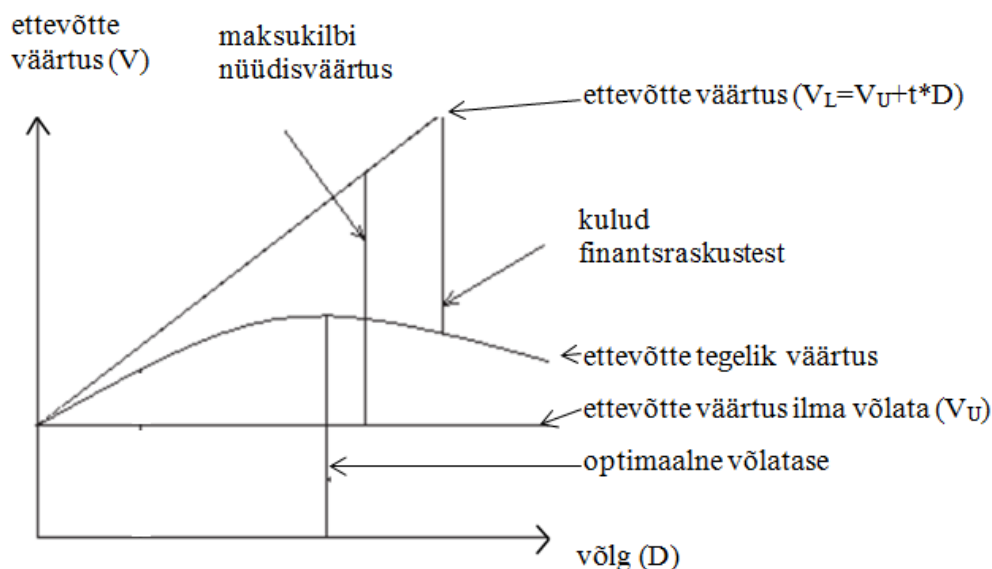 ettevõtte
väärtus (V)
maksukilbi
nüüdisväärtus
ettevõtte väärtus (VL=VU+t*D)
kulud
finantsraskustest
ettevõtte tegelik väärtus
ettevõtte väärtus ilma võlata (VU)
optimaalne võlatase
võlg (D)